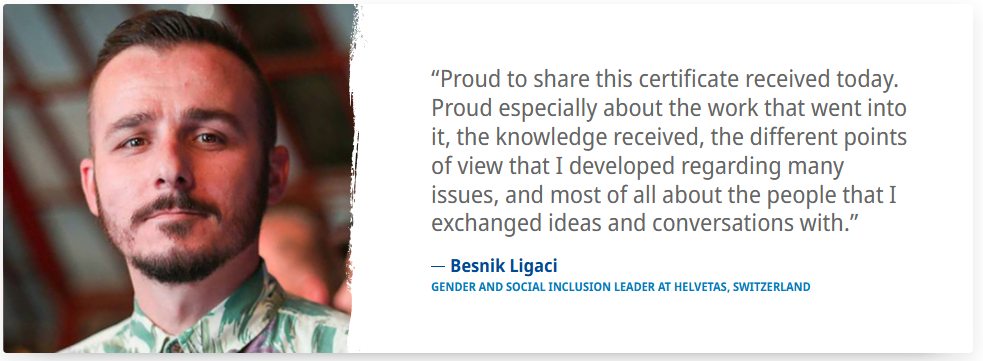 “Proud to share this certificate received today.
Proud especially about the work that went into
it, the knowledge received, the different points
of view that I developed regarding many
issues, and most of all about the people that I
exchanged ideas and conversations with.”
— Besnik Ligaci
GENDER AND SOCIAL INCLUSION LEADER AT HELVETAS, SWITZERLAND